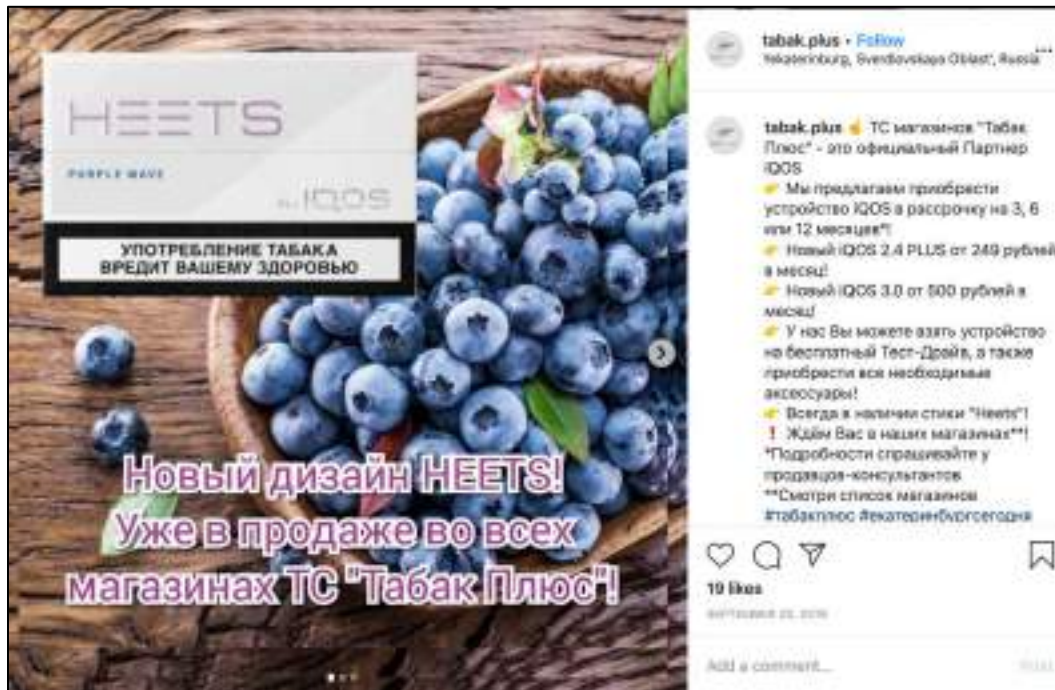 HEETS
PURPLE WAVE
IQOS
УПОТРЕБЛЕНИЕ ТАБАКА
ВРЕДИТ ВАШЕМУ ЗДОРОВЬЮ
Новый дизайн HEETS!
Уже в продаже во всех
магазинах ТС "Табак Плюс"!
tabak.plus • Follow
Yekaterinburg, Sverdlovskaya Oblast', Russia
tabak.plus ☝ ТС магазинов "Табак
Плюс" - это официальный Партнер
IQOS
👉 Мы предлагаем приобрести
устройство IQOS в рассрочку на 3, 6
или 12 месяцев*!
👉 Новый IQOS 2.4 PLUS от 249 рублей
в месяц!
👉 Новый IQOS 3.0 от 500 рублей в
месяц!
👉 У нас Вы можете взять устройство
на бесплатный Тест-Драйв, а также
приобрести все необходимые
аксессуары!
👉 Всегда в наличии стики "Heets"!
❗ Ждём Вас в наших магазинах**!
*Подробности спрашивайте у
продавцов-консультантов
**Смотри список магазинов
#табакплюс #екатеринбургсегодня
19 likes
SEPTEMBER
Add a comment...
Post